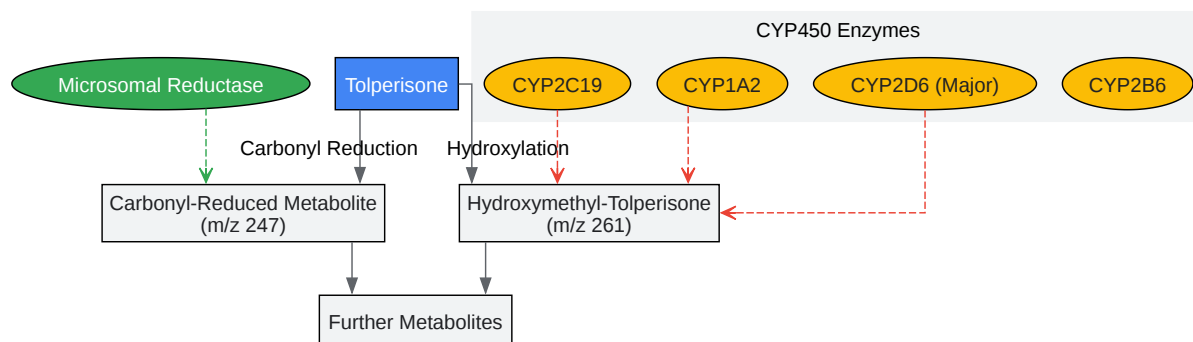 CYP450 Enzymes
Microsomal Reductase
Tolperisone
CYP2C19
CYP1A2
CYP2D6 (Major)
CYP2B6
Carbonyl Reduction
Hydroxylation
Carbonyl-Reduced Metabolite
(m/z 247)
Hydroxymethyl-Tolperisone
(m/z 261)
Further Metabolites